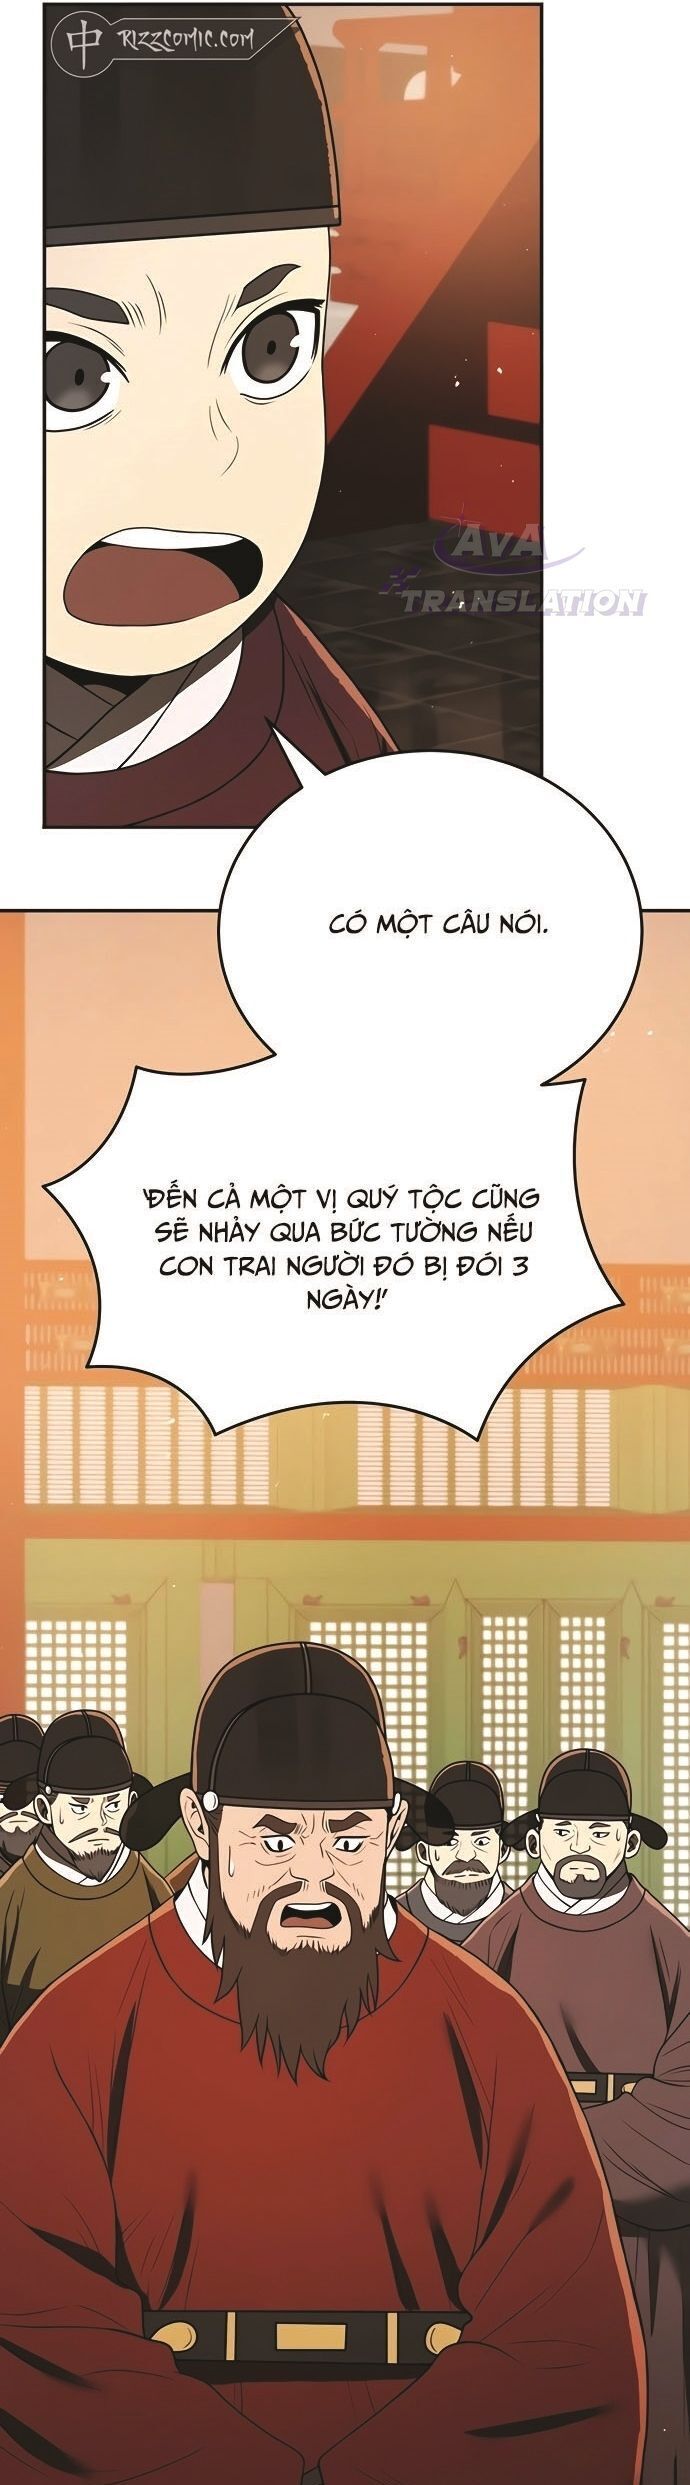 中 RIZZCOMIC.COM
AVA
TRANSLATION
CÓ MỘT CÂU NÓI.
'ĐẾN CẢ MỘT VỊ QUÝ TỘC CŨNG
SẼ NHẢY QUA BỨC TƯỜNG NẾU
CON TRAI NGƯỜI ĐÓ BỊ ĐÓI 3
NGÀY!'